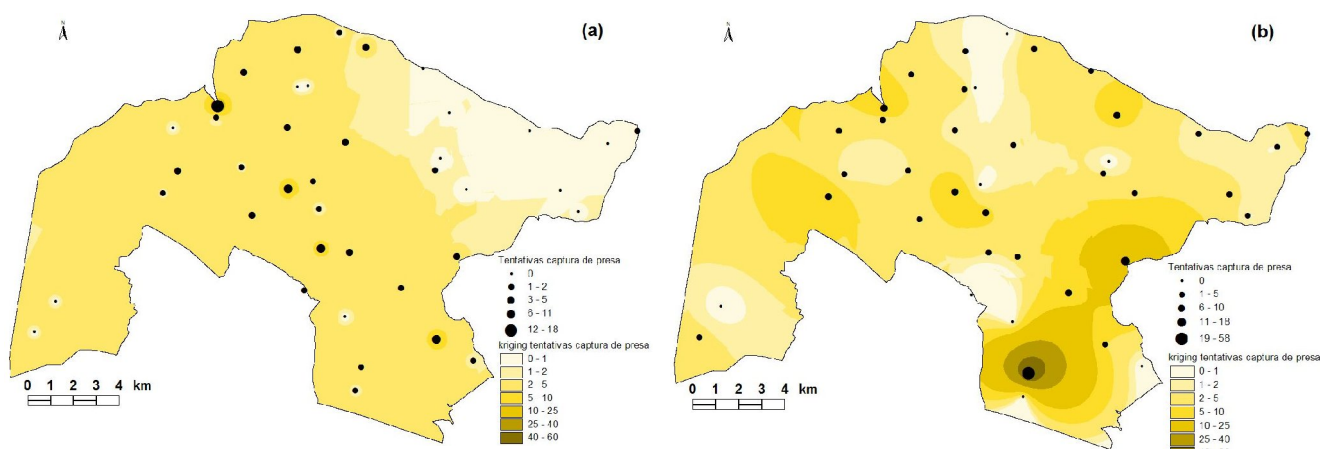 (a)
N
Tentativas captura de presa
0
1 - 2
3 - 5
6 - 11
12 - 18
kriging tentativas captura de presa
0 - 1
1 - 2
2 - 5
5 - 10
10 - 25
25 - 40
40 - 60
0 1 2 3 4 km
(b)
N
Tentativas captura de presa
0
1 - 5
6 - 10
11 - 18
19 - 58
kriging tentativas captura de presa
0 - 1
1 - 2
2 - 5
5 - 10
10 - 25
25 - 40
0 1 2 3 4 km